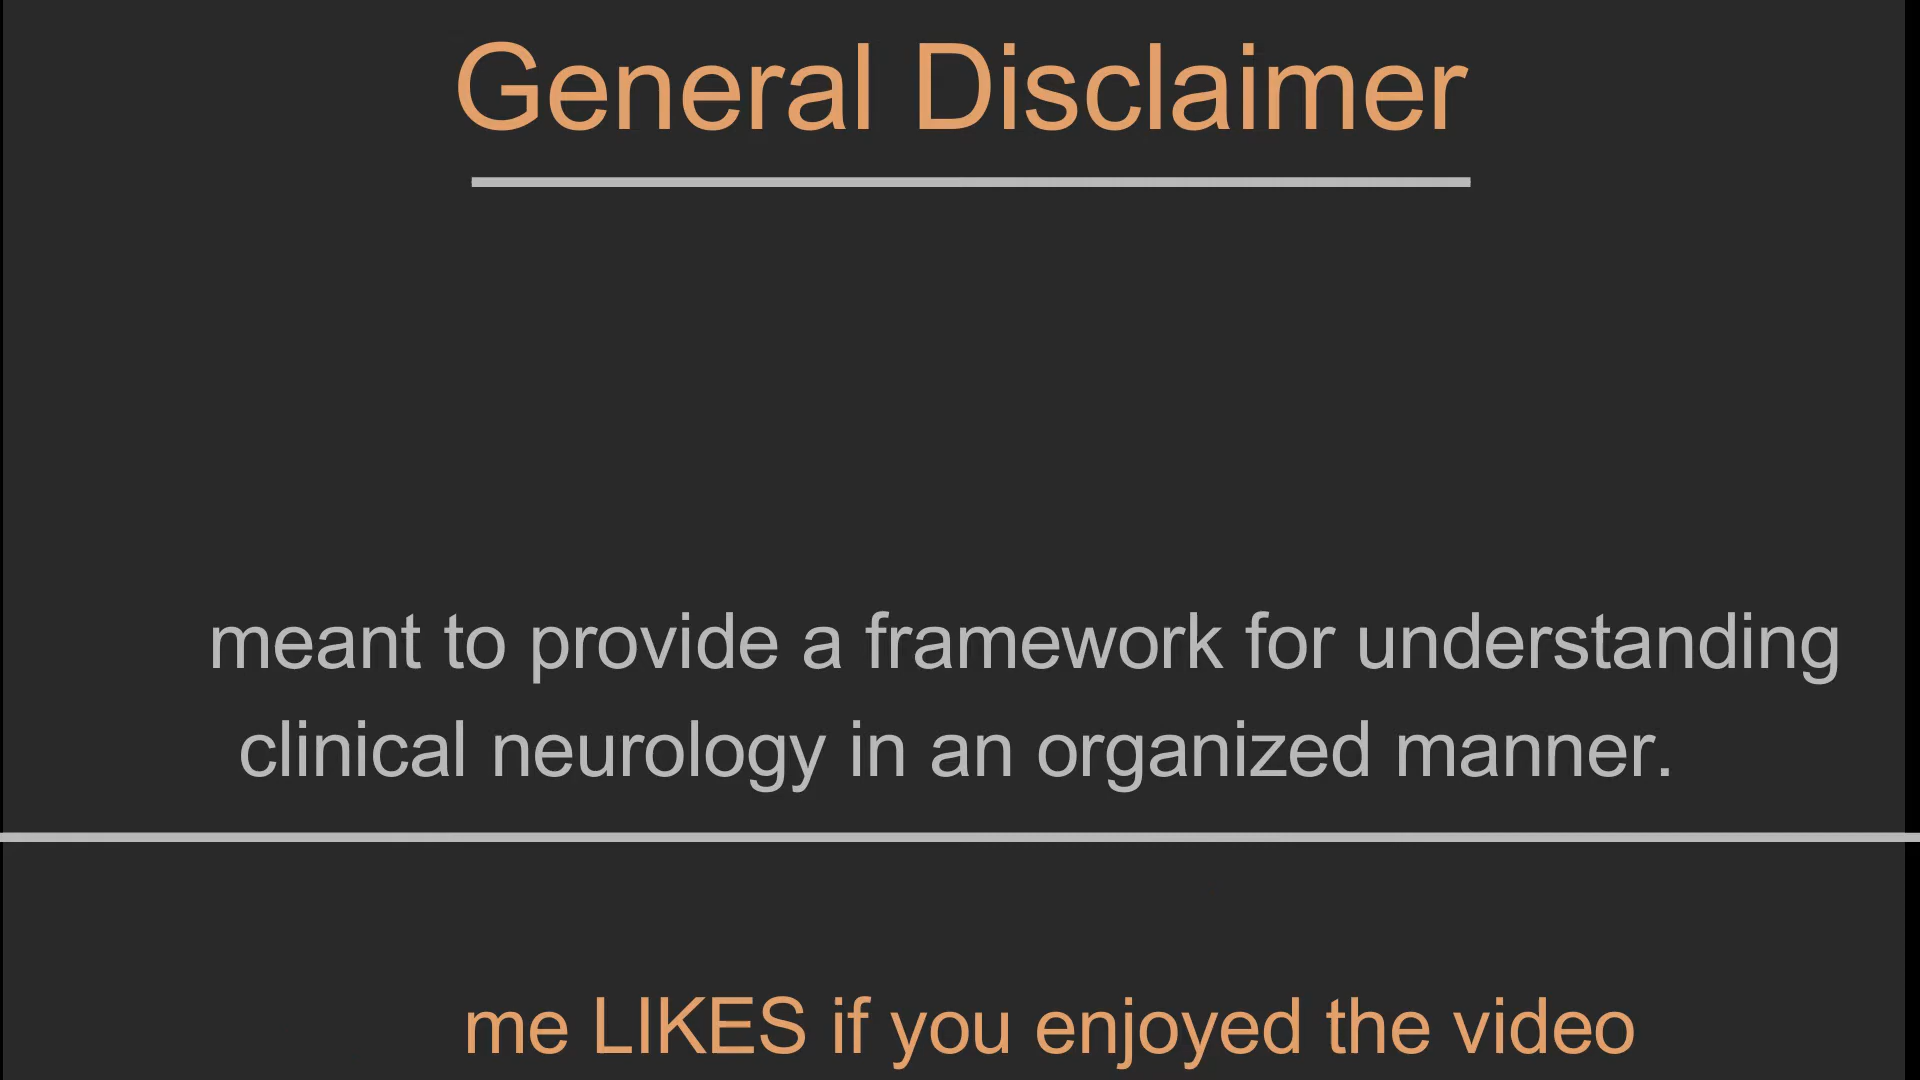 General Disclaimer
meant to provide a framework for understanding
clinical neurology in an organized manner.
me LIKES if you enjoyed the video